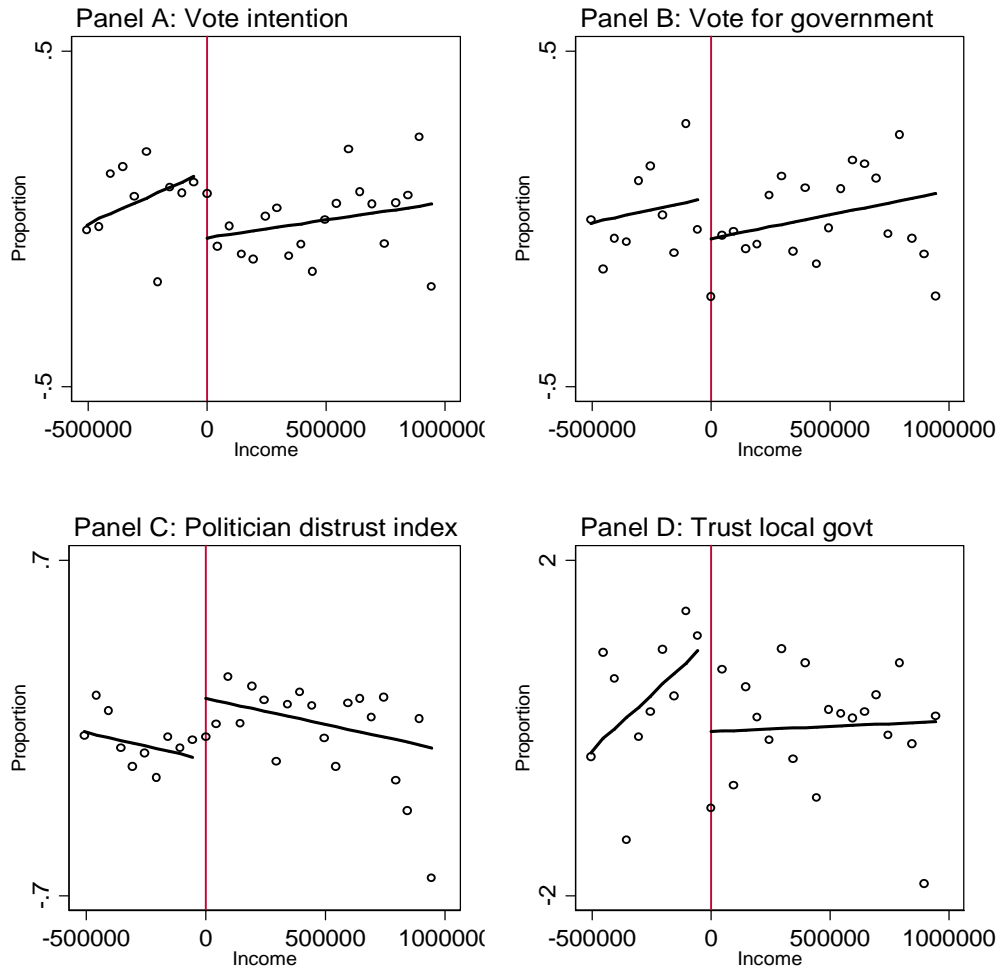 Panel A: Vote intention
.5
-.5
Proportion
-500000 0 500000 1000000
Income
Panel B: Vote for government
.5
-.5
Proportion
-500000 0 500000 1000000
Income
Panel C: Politician distrust index
.7
-.7
Proportion
-500000 0 500000 1000000
Income
Panel D: Trust local govt
2
-2
Proportion
-500000 0 500000 1000000
Income